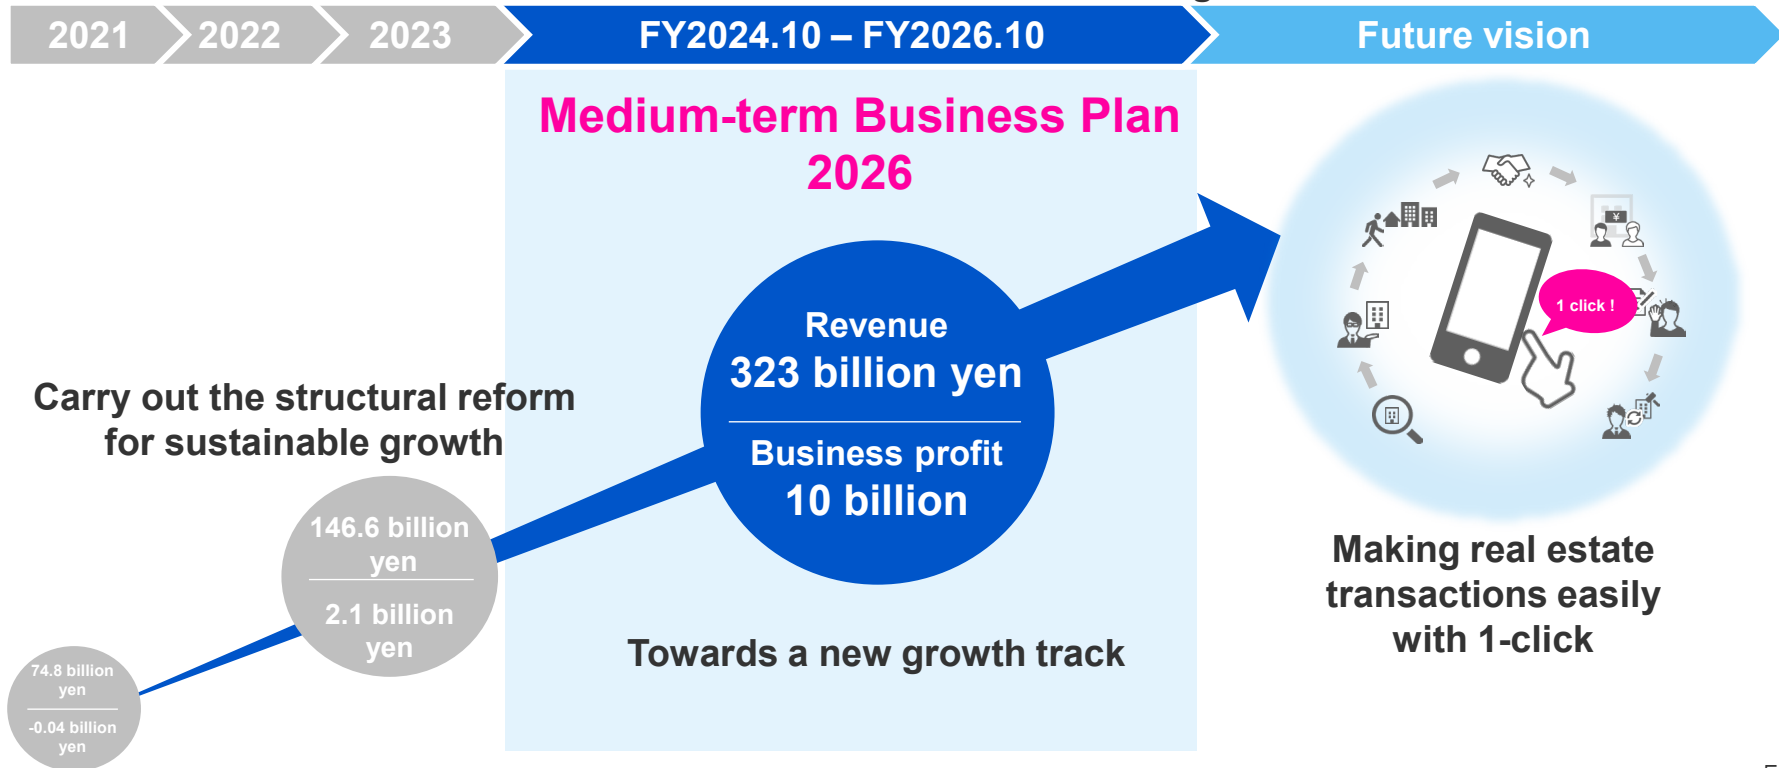 2021
2022
2023
FY2024.10 – FY2026.10
Future vision
Medium-term Business Plan
2026
Revenue
323 billion yen
Business profit
10 billion
Carry out the structural reform
for sustainable growth
146.6 billion
yen
2.1 billion
yen
74.8 billion
yen
-0.04 billion
yen
Towards a new growth track
¥
1 click !
Making real estate
transactions easily
with 1-click